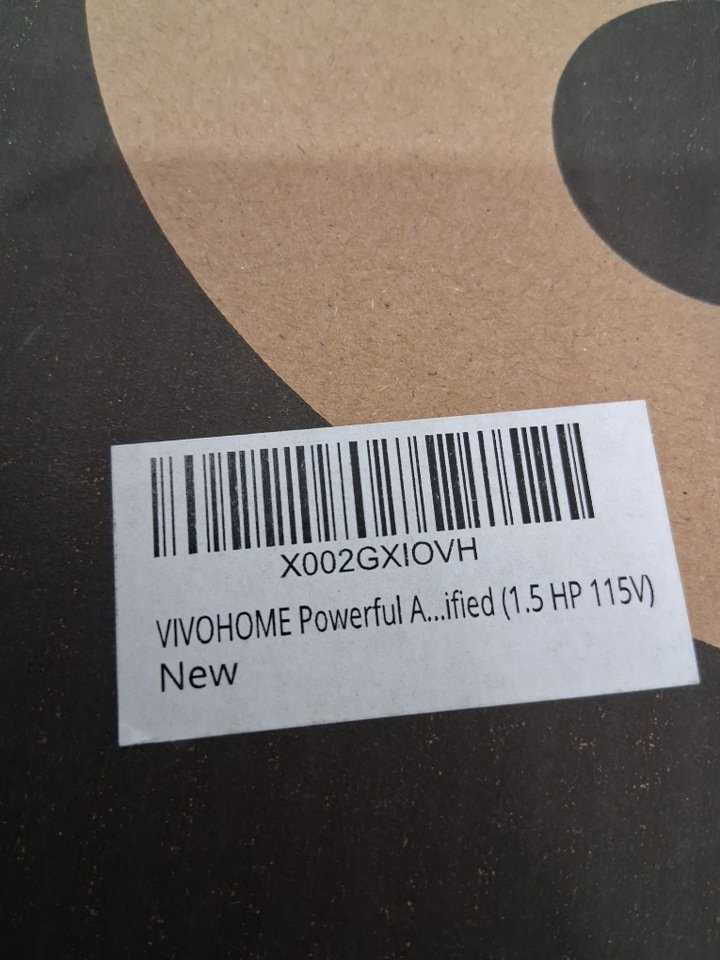 X002GXIOVH
VIVOHOME Powerful A...ified (1.5 HP 115V)
New